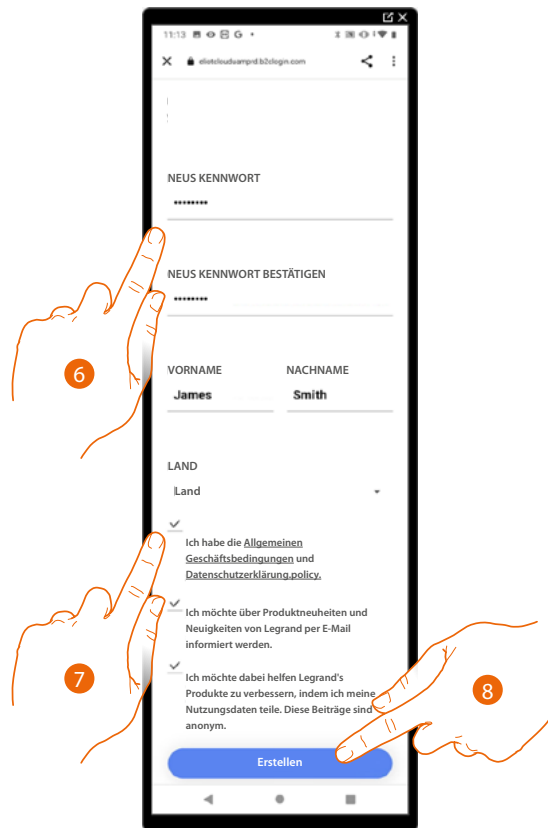 11:13 G
elietclouduamprd.b2clogin.com
NEUS KENNWORT
••••••••
NEUS KENNWORT BESTÄTIGEN
••••••••
VORNAME NACHNAME
James Smith
LAND
Land
Ich habe die Allgemeinen
Geschäftsbedingungen und
Datenschutzerklärung.policy.
Ich möchte über Produktneuheiten und
Neuigkeiten von Legrand per E-Mail
informiert werden.
Ich möchte dabei helfen Legrand's
Produkte zu verbessern, indem ich meine
Nutzungsdaten teile. Diese Beiträge sind
anonym.
Erstellen
6
7
8